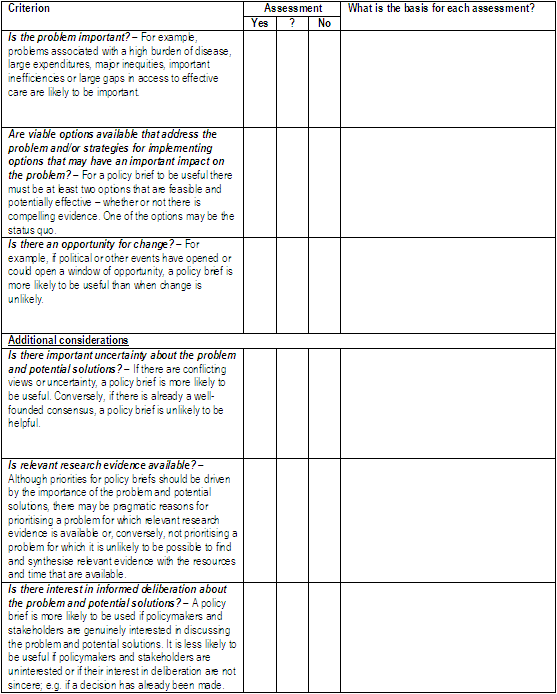 Criterion
Assessment
What is the basis for each assessment?
Yes
?
No
Is the problem important? – For example,
problems associated with a high burden of disease,
large expenditures, major inequities, important
inefficiencies or large gaps in access to effective
care are likely to be important.
Are viable options available that address the
problem and/or strategies for implementing
options that may have an important impact on
the problem? – For a policy brief to be useful there
must be at least two options that are feasible and
potentially effective – whether or not there is
compelling evidence. One of the options may be the
status quo.
Is there an opportunity for change? – For
example, if political or other events have opened or
could open a window of opportunity, a policy brief is
more likely to be useful than when change is
unlikely.
Additional considerations
Is there important uncertainty about the problem
and potential solutions? – If there are conflicting
views or uncertainty, a policy brief is more likely to
be useful. Conversely, if there is already a well-
founded consensus, a policy brief is unlikely to be
helpful.
Is relevant research evidence available? –
Although priorities for policy briefs should be driven
by the importance of the problem and potential
solutions, there may be pragmatic reasons for
prioritising a problem for which relevant research
evidence is available or, conversely, not prioritising a
problem for which it is unlikely to be possible to find
and synthesise relevant evidence with the resources
and time that are available.
Is there interest in informed deliberation about
the problem and potential solutions? – A policy
brief is more likely to be used if policymakers and
stakeholders are genuinely interested in discussing
the problem and potential solutions. It is less likely to
be useful if policymakers and stakeholders are
uninterested or if their interest in deliberation are not
sincere; e.g. if a decision has already been made.